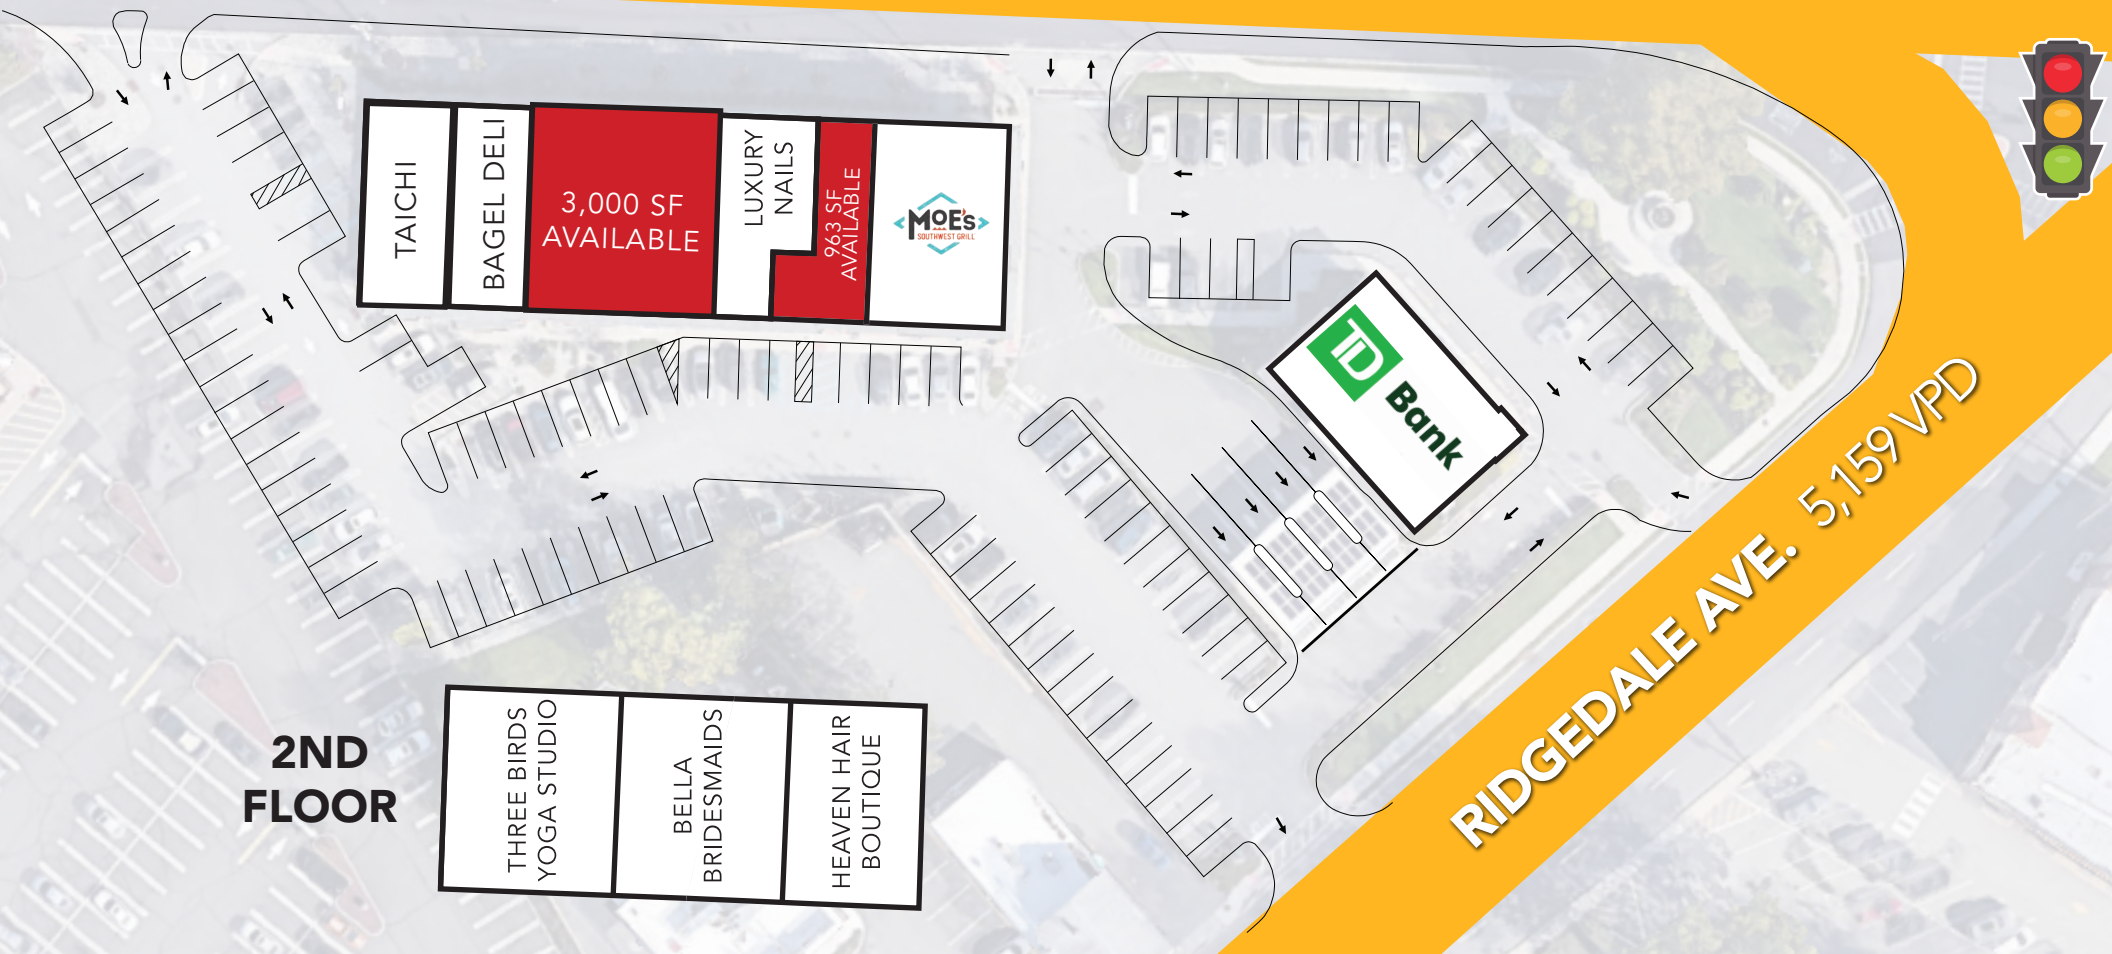 TAICHI
BAGEL DELI
3,000 SF
AVAILABLE
LUXURY
NAILS
963 SF
AVAILABLE
MOE's
SOUTHWEST GRILL
TD
Bank
RIDGEDALE AVE. 5,159 VPD
2ND
FLOOR
THREE BIRDS
YOGA STUDIO
BELLA
BRIDESMAIDS
HEAVEN HAIR
BOUTIQUE